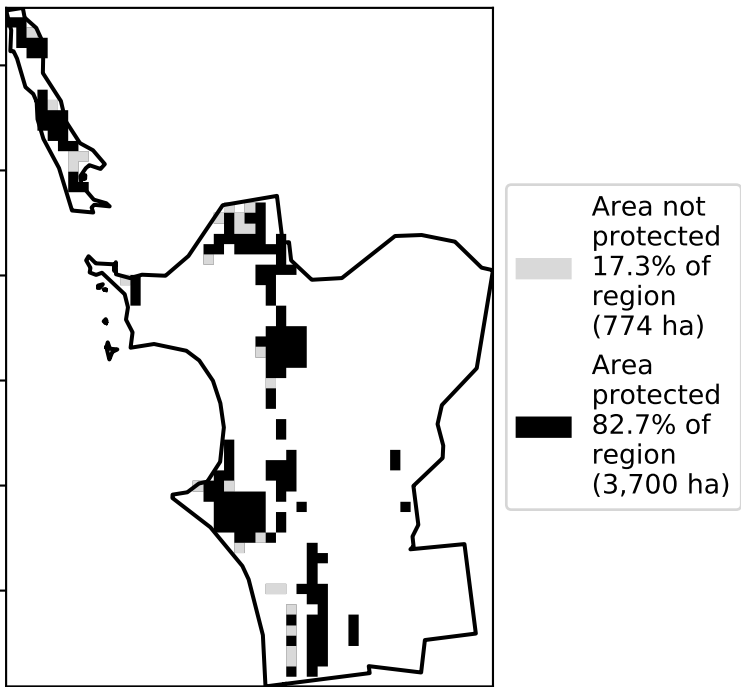 Area not
protected
17.3% of
region
(774 ha)
Area
protected
82.7% of
region
(3,700 ha)